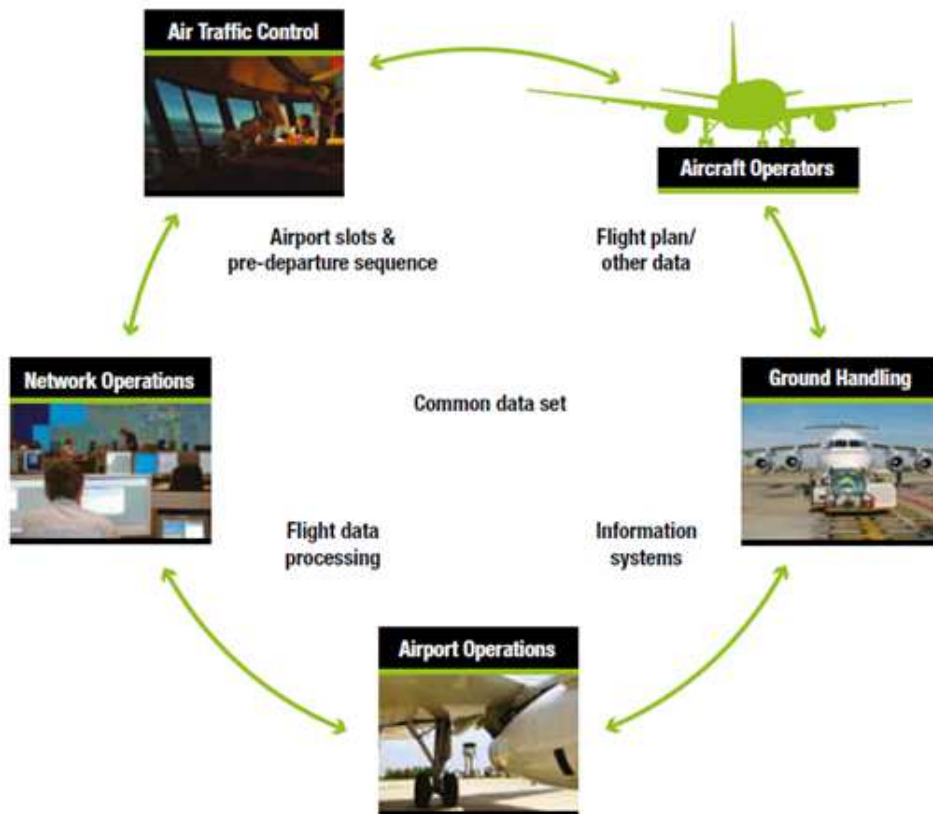 Air Traffic Control
Aircraft Operators
Airport slots &
pre-departure sequence
Flight plan/
other data
Network Operations
Ground Handling
Common data set
Flight data
processing
Information
systems
Airport Operations